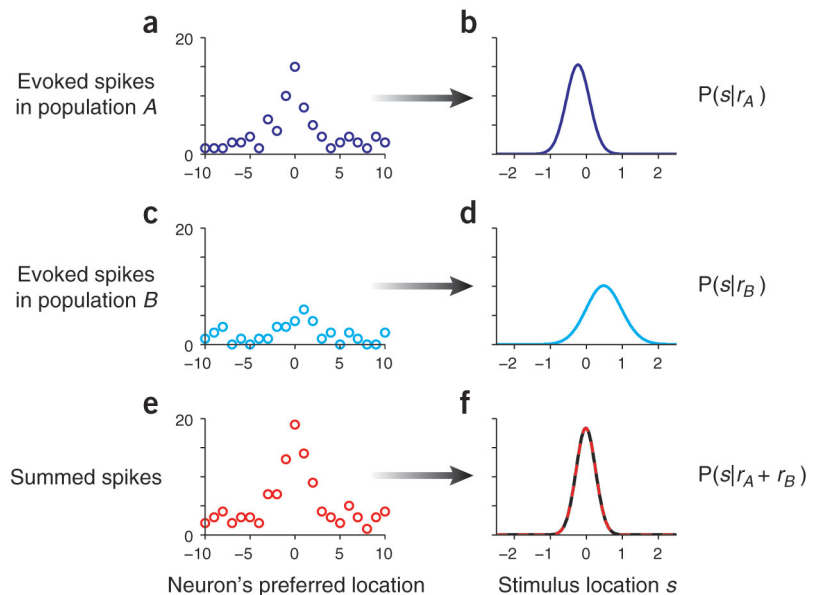 a
b
20
0
−10 −5 0 5 10
Evoked spikes
in population A
−2 −1 0 1 2
P(s|rA)
c
d
20
0
−10 −5 0 5 10
Evoked spikes
in population B
−2 −1 0 1 2
P(s|rB)
e
f
20
0
−10 −5 0 5 10
Summed spikes
−2 −1 0 1 2
P(s|rA + rB)
Neuron's preferred location
Stimulus location s